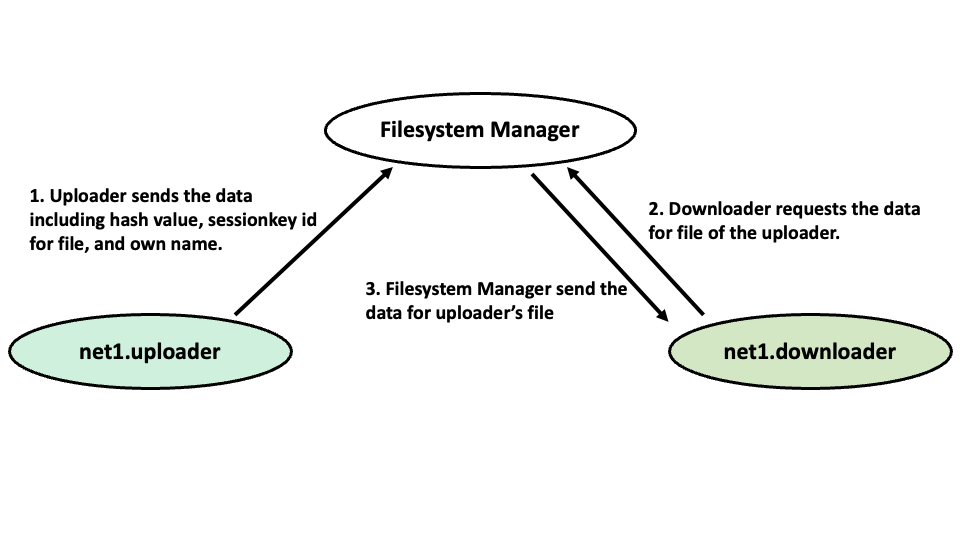 Filesystem Manager
1. Uploader sends the data
including hash value, sessionkey id
for file, and own name.
2. Downloader requests the data
for file of the uploader.
3. Filesystem Manager send the
data for uploader’s file
net1.uploader
net1.downloader